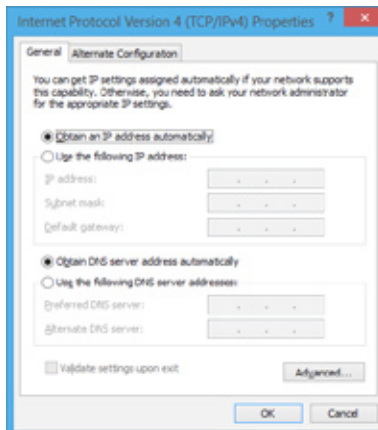 Internet Protocol Version 4 (TCP/IPv4) Properties ?
General Alternate Configuration
You can get IP settings assigned automatically if your network supports
this capability. Otherwise, you need to ask your network administrator
for the appropriate IP settings.
Obtain an IP address automatically
Use the following IP address:
IP address:
Subnet mask:
Default gateway:
Obtain DNS server address automatically
Use the following DNS server addresses:
Preferred DNS server:
Alternate DNS server:
Validate settings upon exit
Advanced...
OK Cancel